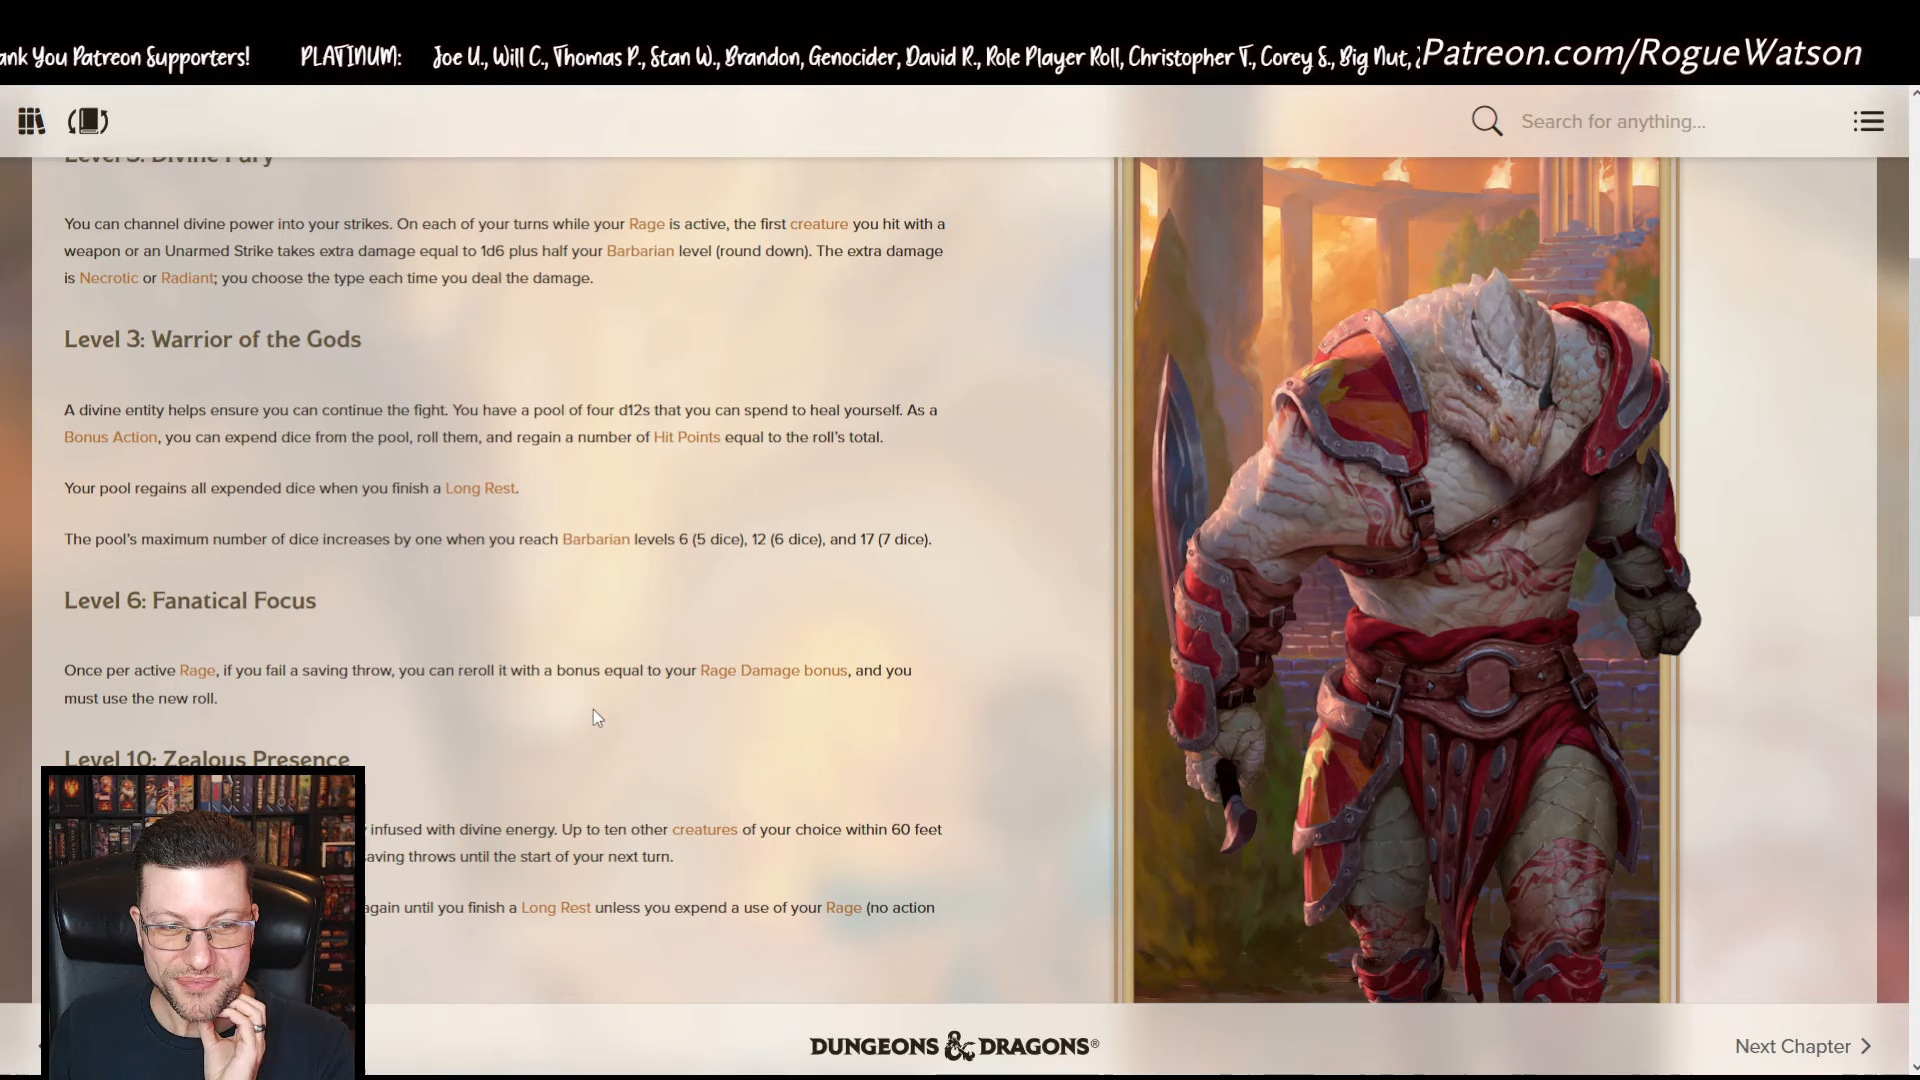 ank You Patreon Supporters! PLATINUM: Joe U., Will C., Thomas P., Stan W., Brandon, Genocider, David R., Role Player Roll, Christopher T., Corey S., Big Nut, Patreon.com/RogueWatson
Search for anything...
Level 3: Divine Fury
You can channel divine power into your strikes. On each of your turns while your Rage is active, the first creature you hit with a
weapon or an Unarmed Strike takes extra damage equal to 1d6 plus half your Barbarian level (round down). The extra damage
is Necrotic or Radiant; you choose the type each time you deal the damage.
Level 3: Warrior of the Gods
A divine entity helps ensure you can continue the fight. You have a pool of four d12s that you can spend to heal yourself. As a
Bonus Action, you can expend dice from the pool, roll them, and regain a number of Hit Points equal to the roll's total.
Your pool regains all expended dice when you finish a Long Rest.
The pool's maximum number of dice increases by one when you reach Barbarian levels 6 (5 dice), 12 (6 dice), and 17 (7 dice).
Level 6: Fanatical Focus
Once per active Rage, if you fail a saving throw, you can reroll it with a bonus equal to your Rage Damage bonus, and you
must use the new roll.
Level 10: Zealous Presence
infused with divine energy. Up to ten other creatures of your choice within 60 feet
saving throws until the start of your next turn.
again until you finish a Long Rest unless you expend a use of your Rage (no action
DUNGEONS & DRAGONS®
Next Chapter